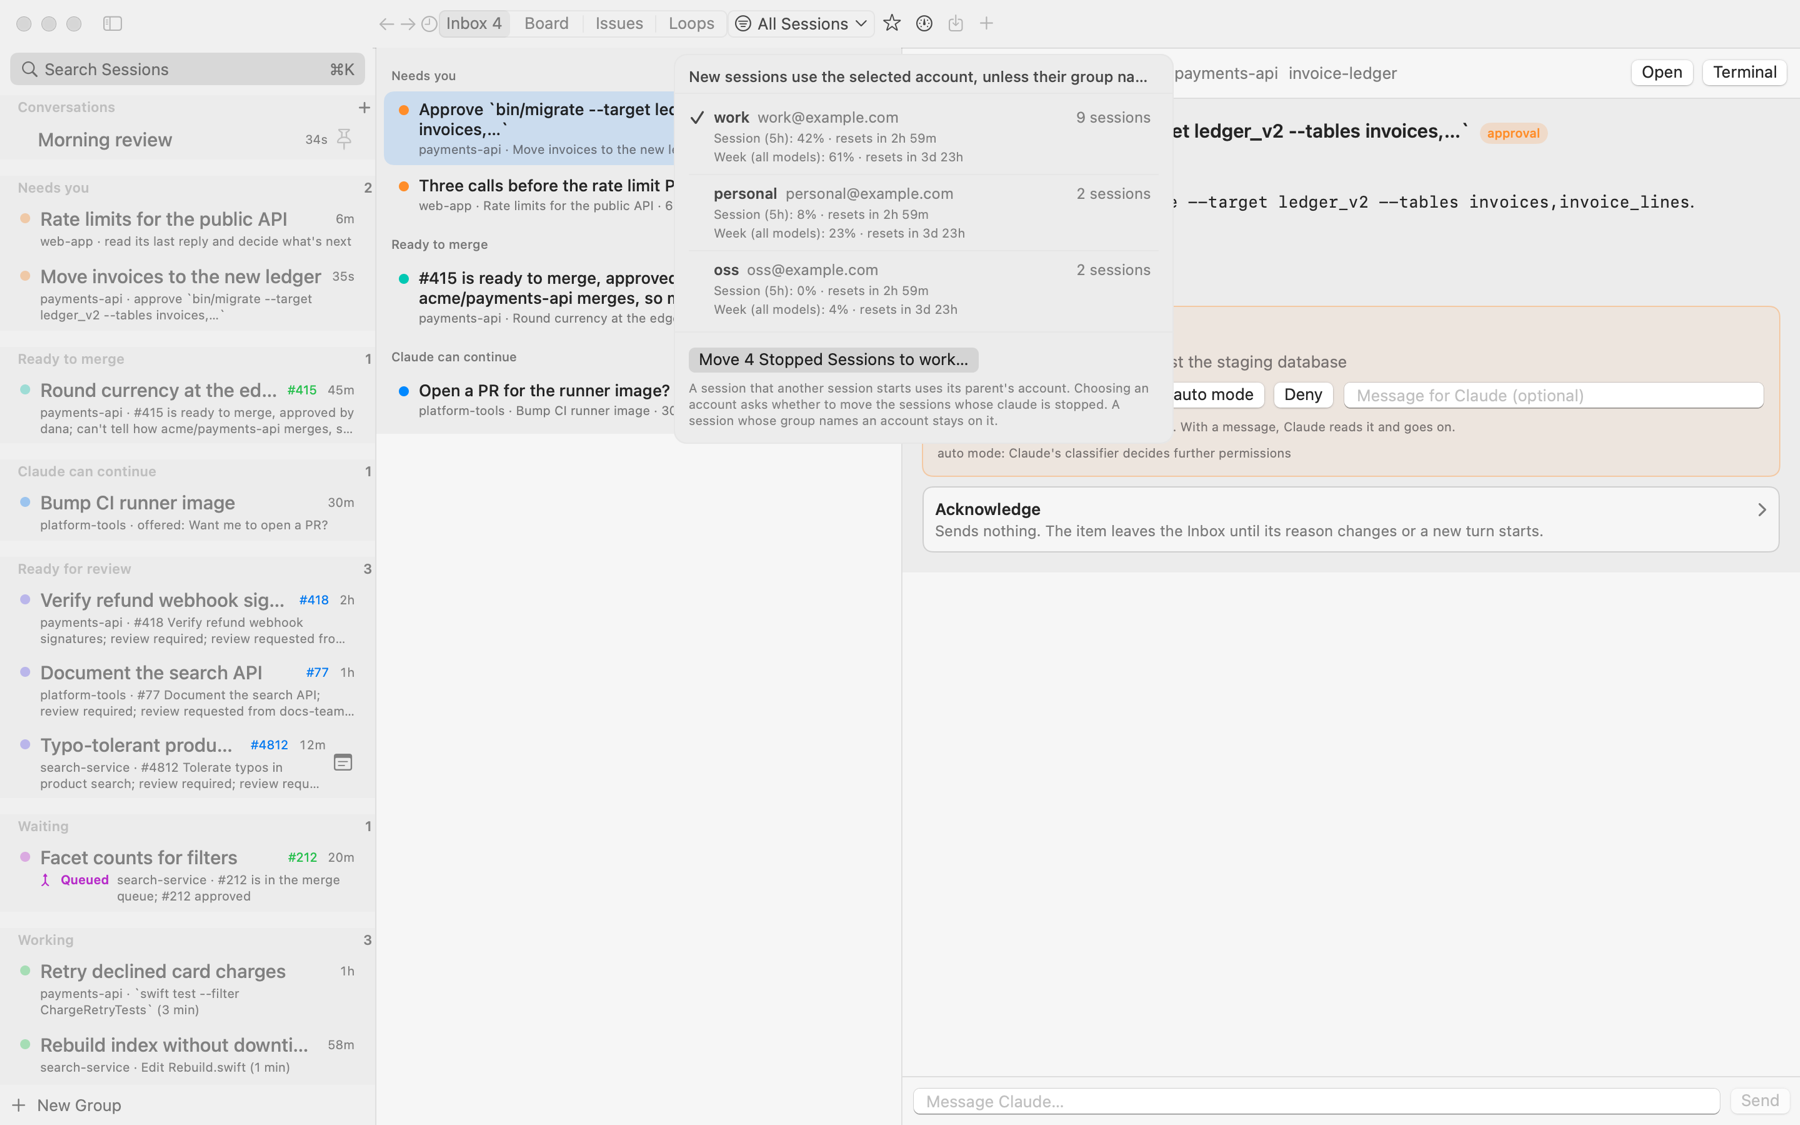 Inbox 4
Board
Issues
Loops
All Sessions
Search Sessions
⌘K
Conversations
Morning review
34s
Needs you
2
Rate limits for the public API
6m
web-app · read its last reply and decide what's next
Move invoices to the new ledger
35s
payments-api · approve `bin/migrate --target
ledger_v2 --tables invoices,...`
Ready to merge
1
Round currency at the ed...
#415
45m
payments-api · #415 is ready to merge, approved by
dana; can't tell how acme/payments-api merges, s...
Claude can continue
1
Bump CI runner image
30m
platform-tools · offered: Want me to open a PR?
Ready for review
3
Verify refund webhook sig...
#418
2h
payments-api · #418 Verify refund webhook
signatures; review required; review requested fro...
Document the search API
#77
1h
platform-tools · #77 Document the search API;
review required; review requested from docs-team...
Typo-tolerant produ...
#4812
12m
search-service · #4812 Tolerate typos in
product search; review required; review requ...
Waiting
1
Facet counts for filters
#212
20m
Queued
search-service · #212 is in the merge
queue; #212 approved
Working
3
Retry declined card charges
1h
payments-api · `swift test --filter
ChargeRetryTests` (3 min)
Rebuild index without downti...
58m
search-service · Edit Rebuild.swift (1 min)
New Group
Needs you
Approve `bin/migrate --target led
invoices,...`
payments-api · Move invoices to the new l
Three calls before the rate limit P
web-app · Rate limits for the public API · 6
Ready to merge
#415 is ready to merge, approved
acme/payments-api merges, so
payments-api · Round currency at the edg
Claude can continue
Open a PR for the runner image?
platform-tools · Bump CI runner image · 30
New sessions use the selected account, unless their group na...
work work@example.com
9 sessions
Session (5h): 42% · resets in 2h 59m
Week (all models): 61% · resets in 3d 23h
personal personal@example.com
2 sessions
Session (5h): 8% · resets in 2h 59m
Week (all models): 23% · resets in 3d 23h
oss oss@example.com
2 sessions
Session (5h): 0% · resets in 2h 59m
Week (all models): 4% · resets in 3d 23h
Move 4 Stopped Sessions to work...
A session that another session starts uses its parent's account. Choosing an
account asks whether to move the sessions whose claude is stopped. A
session whose group names an account stays on it.
payments-api invoice-ledger
Open
Terminal
et ledger_v2 --tables invoices,...`
approval
--target ledger_v2 --tables invoices,invoice_lines.
st the staging database
auto mode
Deny
Message for Claude (optional)
. With a message, Claude reads it and goes on.
auto mode: Claude's classifier decides further permissions
Acknowledge
Sends nothing. The item leaves the Inbox until its reason changes or a new turn starts.
Message Claude...
Send